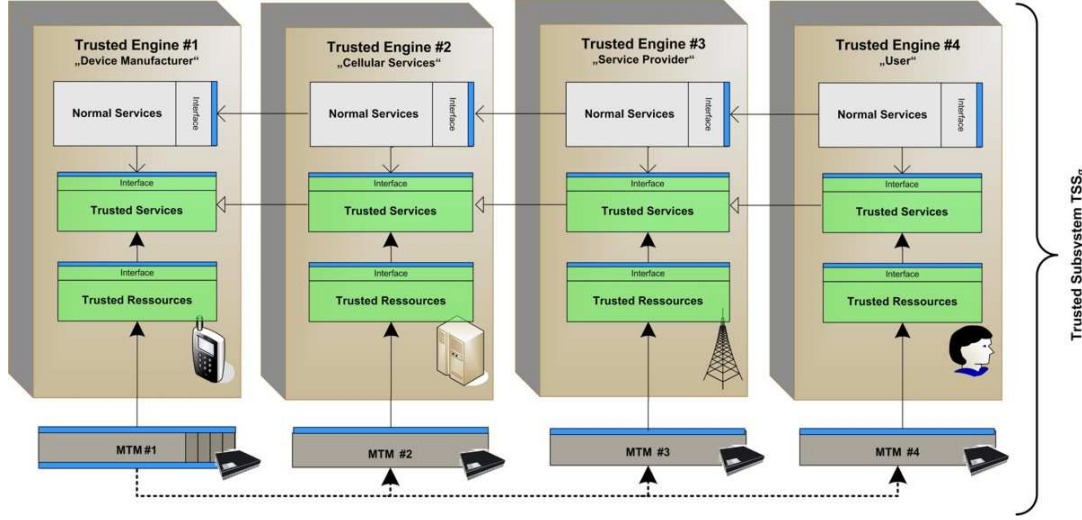 Trusted Engine #1
„Device Manufacturer“
Normal Services
Interface
Interface
Trusted Services
Interface
Trusted Ressources
MTM #1
Trusted Engine #2
„Cellular Services“
Normal Services
Interface
Interface
Trusted Services
Interface
Trusted Ressources
MTM #2
Trusted Engine #3
„Service Provider“
Normal Services
Interface
Interface
Trusted Services
Interface
Trusted Ressources
MTM #3
Trusted Engine #4
„User“
Normal Services
Interface
Trusted Services
Interface
Trusted Ressources
MTM #4
Trusted Subsystem TSSσ